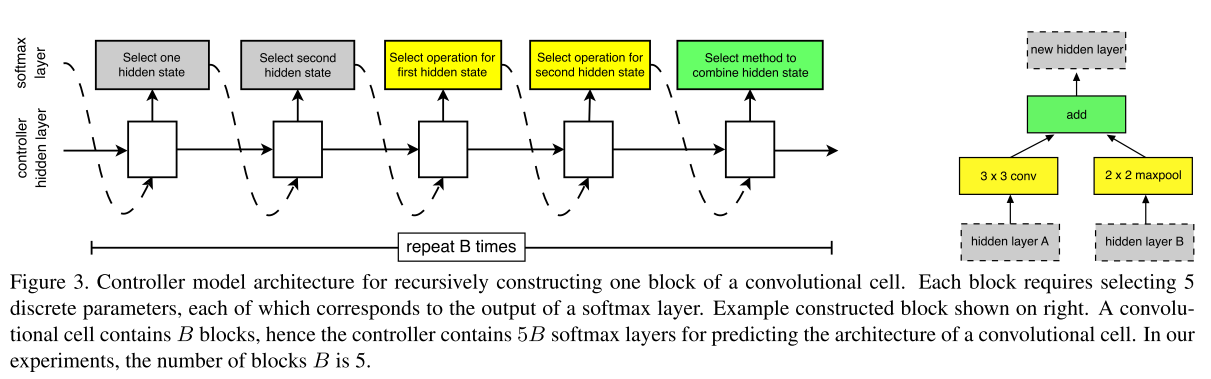 softmax
layer
Select one
hidden state
Select second
hidden state
Select operation for
first hidden state
Select operation for
second hidden state
Select method to
combine hidden state
controller
hidden layer
repeat B times
new hidden layer
add
3 x 3 conv
2 x 2 maxpool
hidden layer A
hidden layer B
Figure 3. Controller model architecture for recursively constructing one block of a convolutional cell. Each block requires selecting 5
discrete parameters, each of which corresponds to the output of a softmax layer. Example constructed block shown on right. A convolu-
tional cell contains B blocks, hence the controller contains 5B softmax layers for predicting the architecture of a convolutional cell. In our
experiments, the number of blocks B is 5.